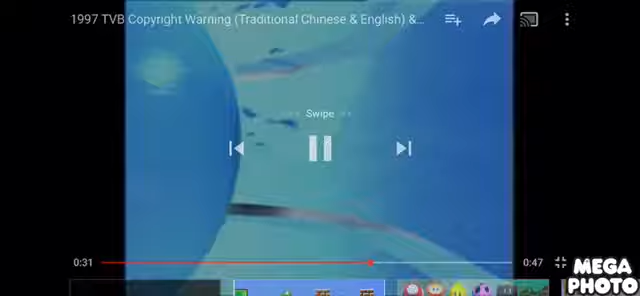 1997 TVB Copyright Warning (Traditional Chinese & English) &...
Swipe
0:31
0:47
MEGA
PHOTO